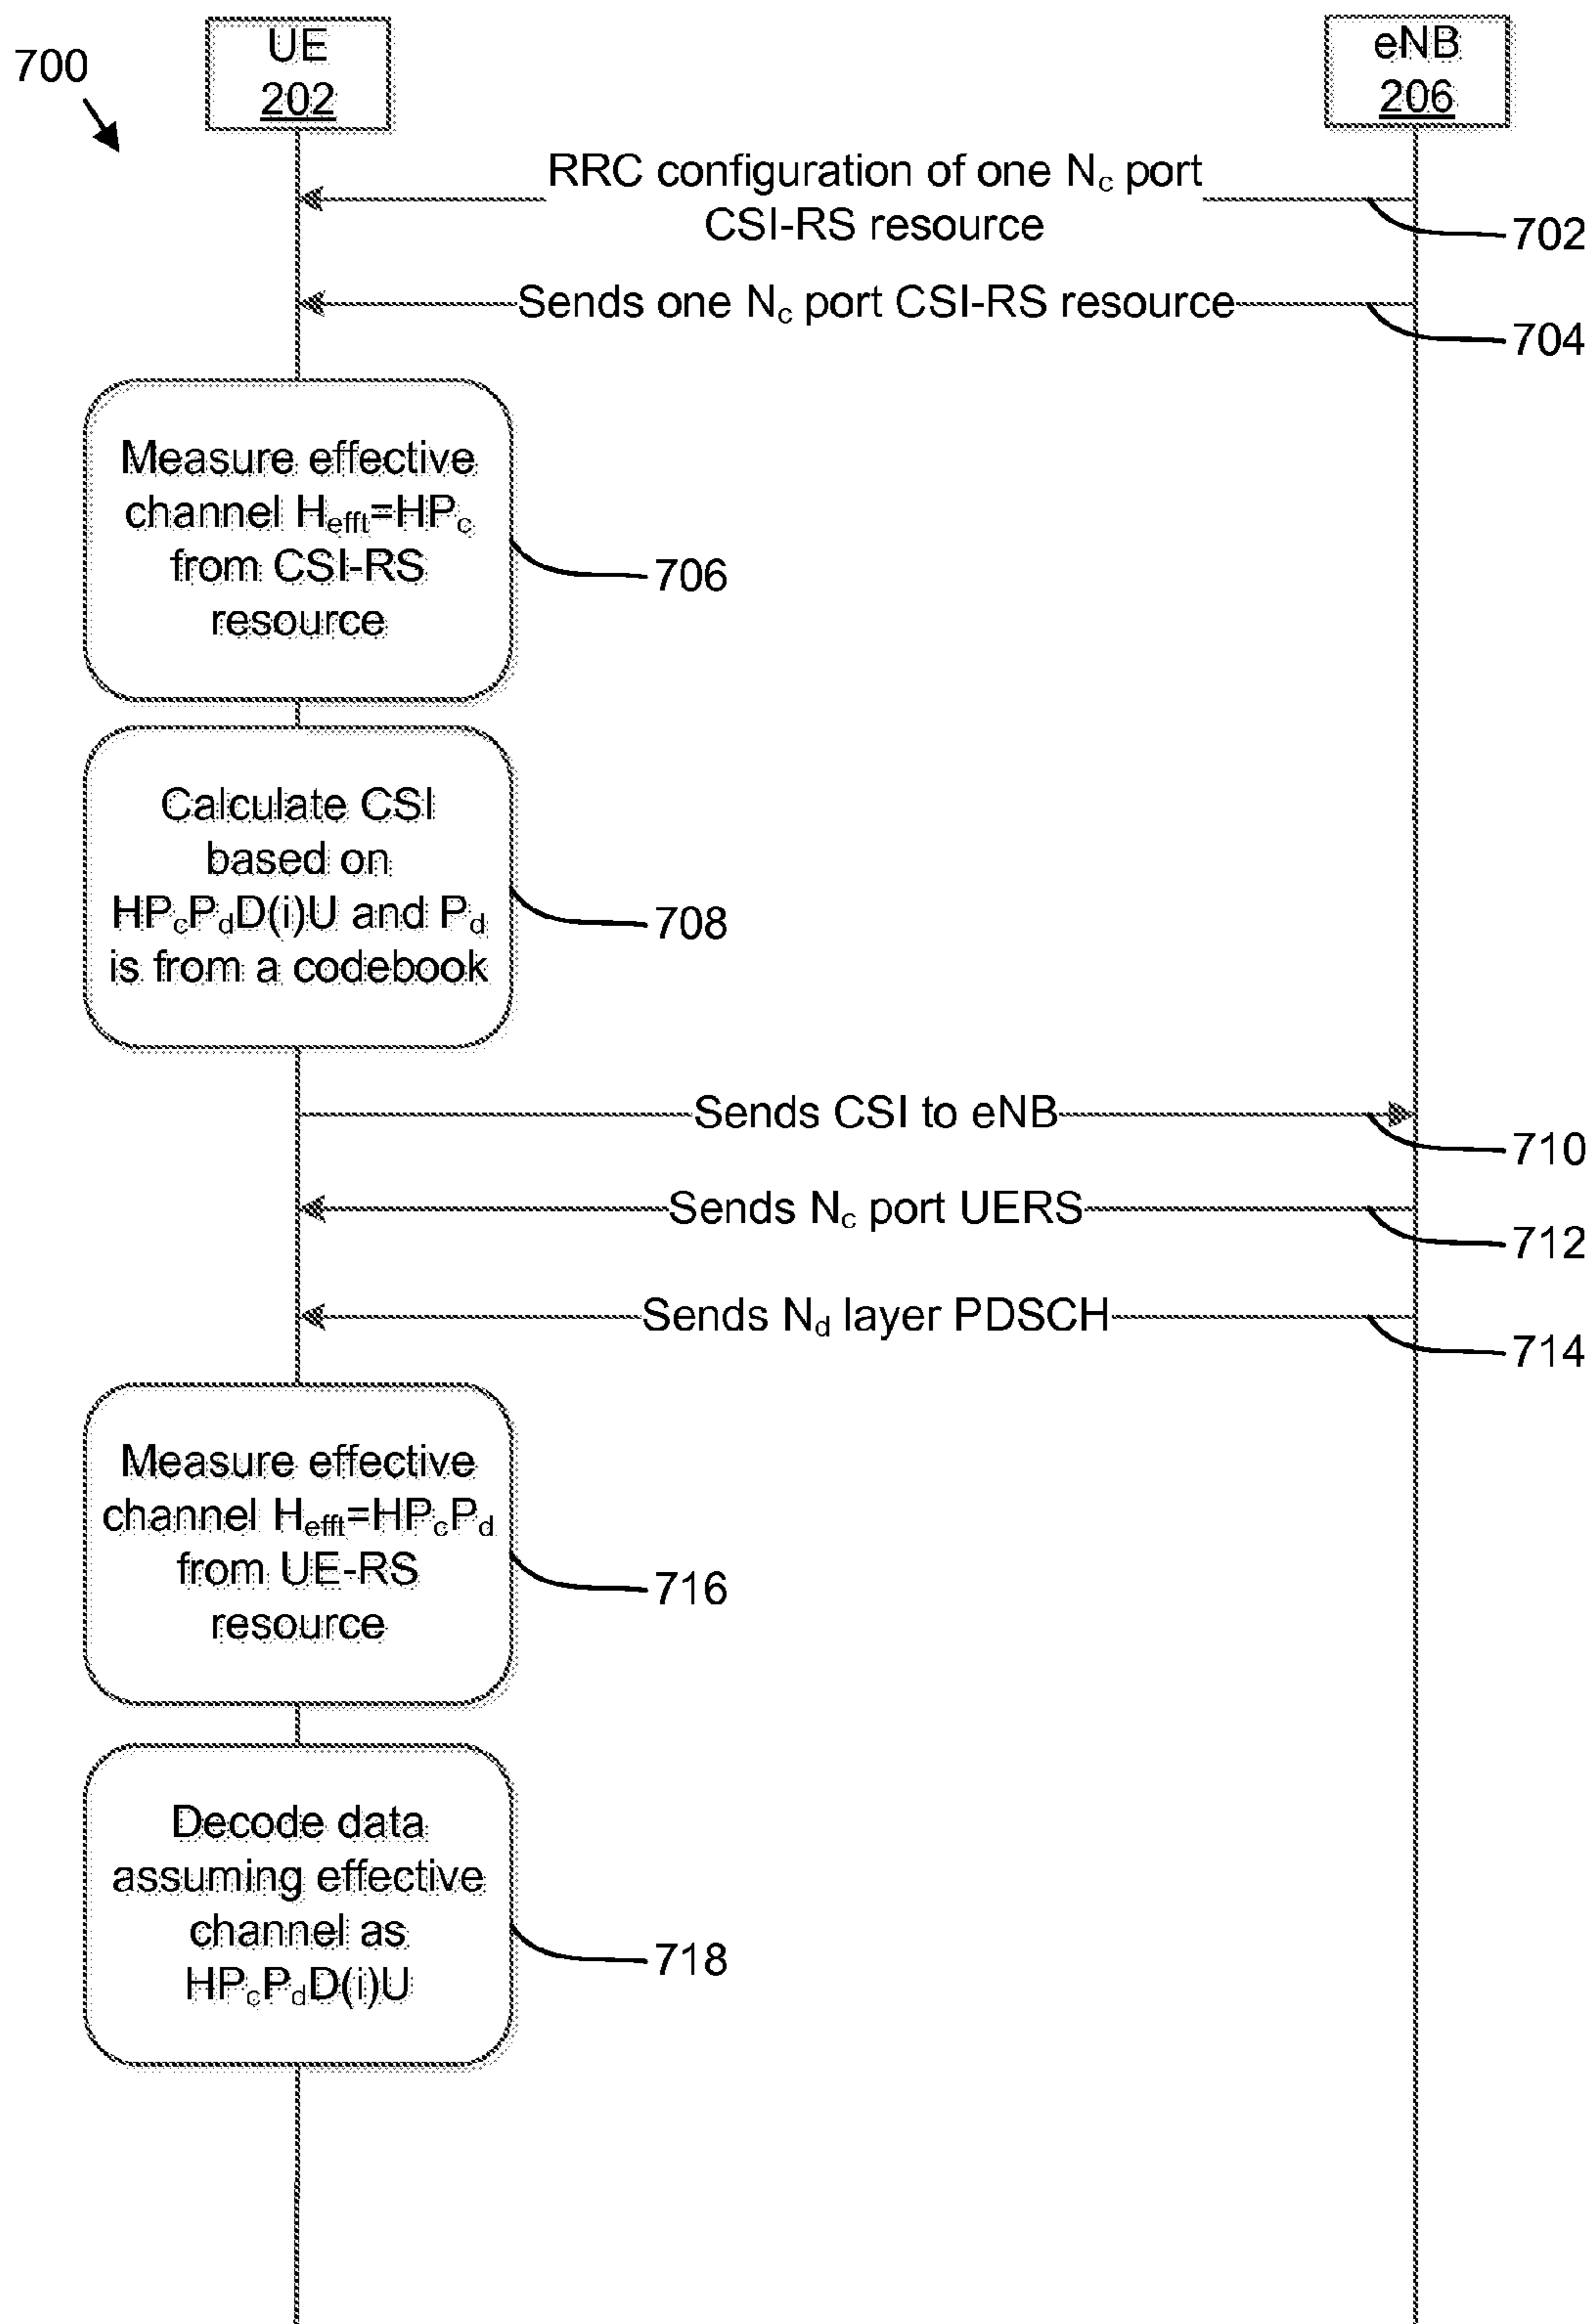 700
UE
202
eNB
206
RRC configuration of one Nc port
CSI-RS resource
702
Sends one Nc port CSI-RS resource
704
Measure effective
channel Hefft=HPc
from CSI-RS
resource
706
Calculate CSI
based on
HPcPdD(i)U and Pd
is from a codebook
708
Sends CSI to eNB
710
Sends Nc port UERS
712
Sends Nd layer PDSCH
714
Measure effective
channel Hefft=HPcPd
from UE-RS
resource
716
Decode data
assuming effective
channel as
HPcPdD(i)U
718